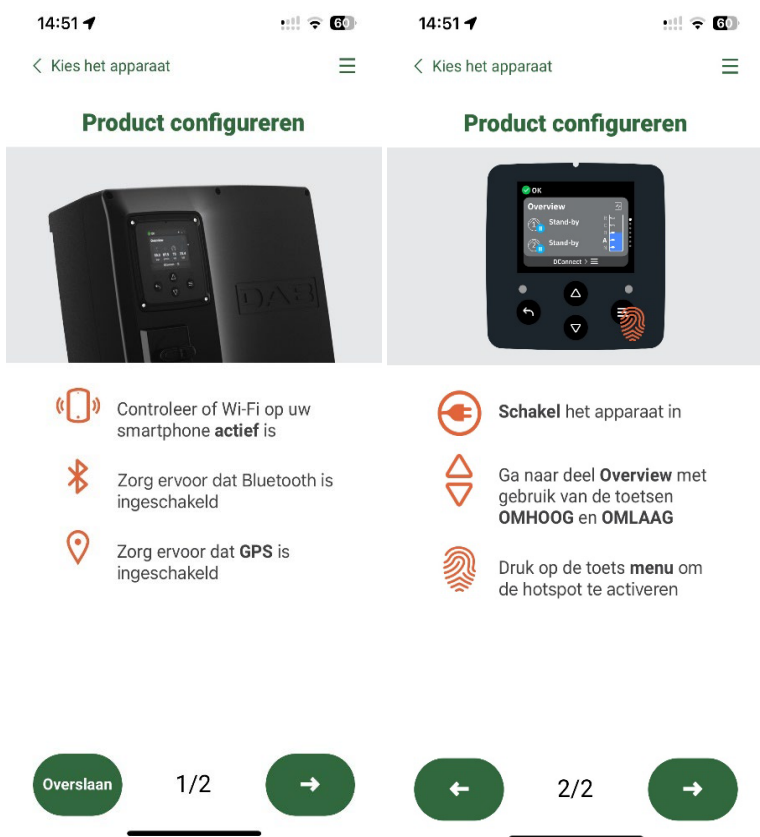 14:51
60
Kies het apparaat
Product configureren
DAB
Controleer of Wi-Fi op uw
smartphone actief is
Zorg ervoor dat Bluetooth is
ingeschakeld
Zorg ervoor dat GPS is
ingeschakeld
Overslaan
1/2
14:51
60
Kies het apparaat
Product configureren
OK
Overview
1 Stand-by
2 Stand-by
A
DConnect >
Schakel het apparaat in
Ga naar deel Overview met
gebruik van de toetsen
OMHOOG en OMLAAG
Druk op de toets menu om
de hotspot te activeren
2/2